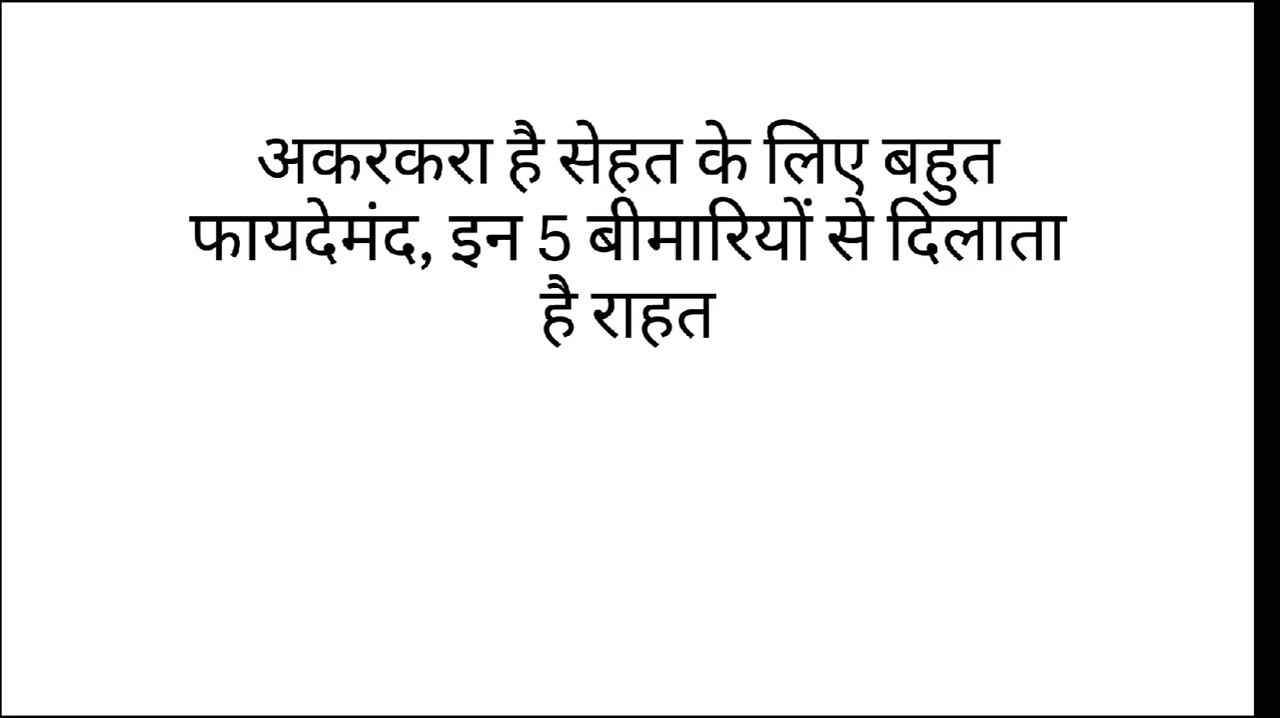 अकरकरा है सेहत के लिए बहुत
फायदेमंद, इन 5 बीमारियों से दिलाता
है राहत